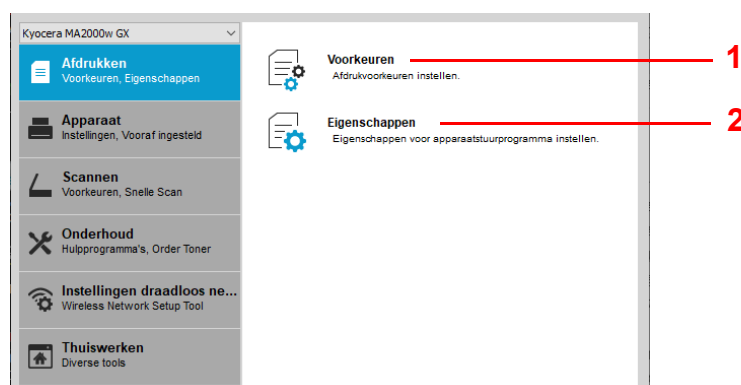 Kyocera MA2000w GX
Afdrukken
Voorkeuren, Eigenschappen
Apparaat
Instellingen, Vooraf ingesteld
Scannen
Voorkeuren, Snelle Scan
Onderhoud
Hulpprogramma's, Order Toner
Instellingen draadloos ne...
Wireless Network Setup Tool
Thuiswerken
Diverse tools
Voorkeuren
Afdrukvoorkeuren instellen.
1
Eigenschappen
Eigenschappen voor apparaatstuurprogramma instellen.
2